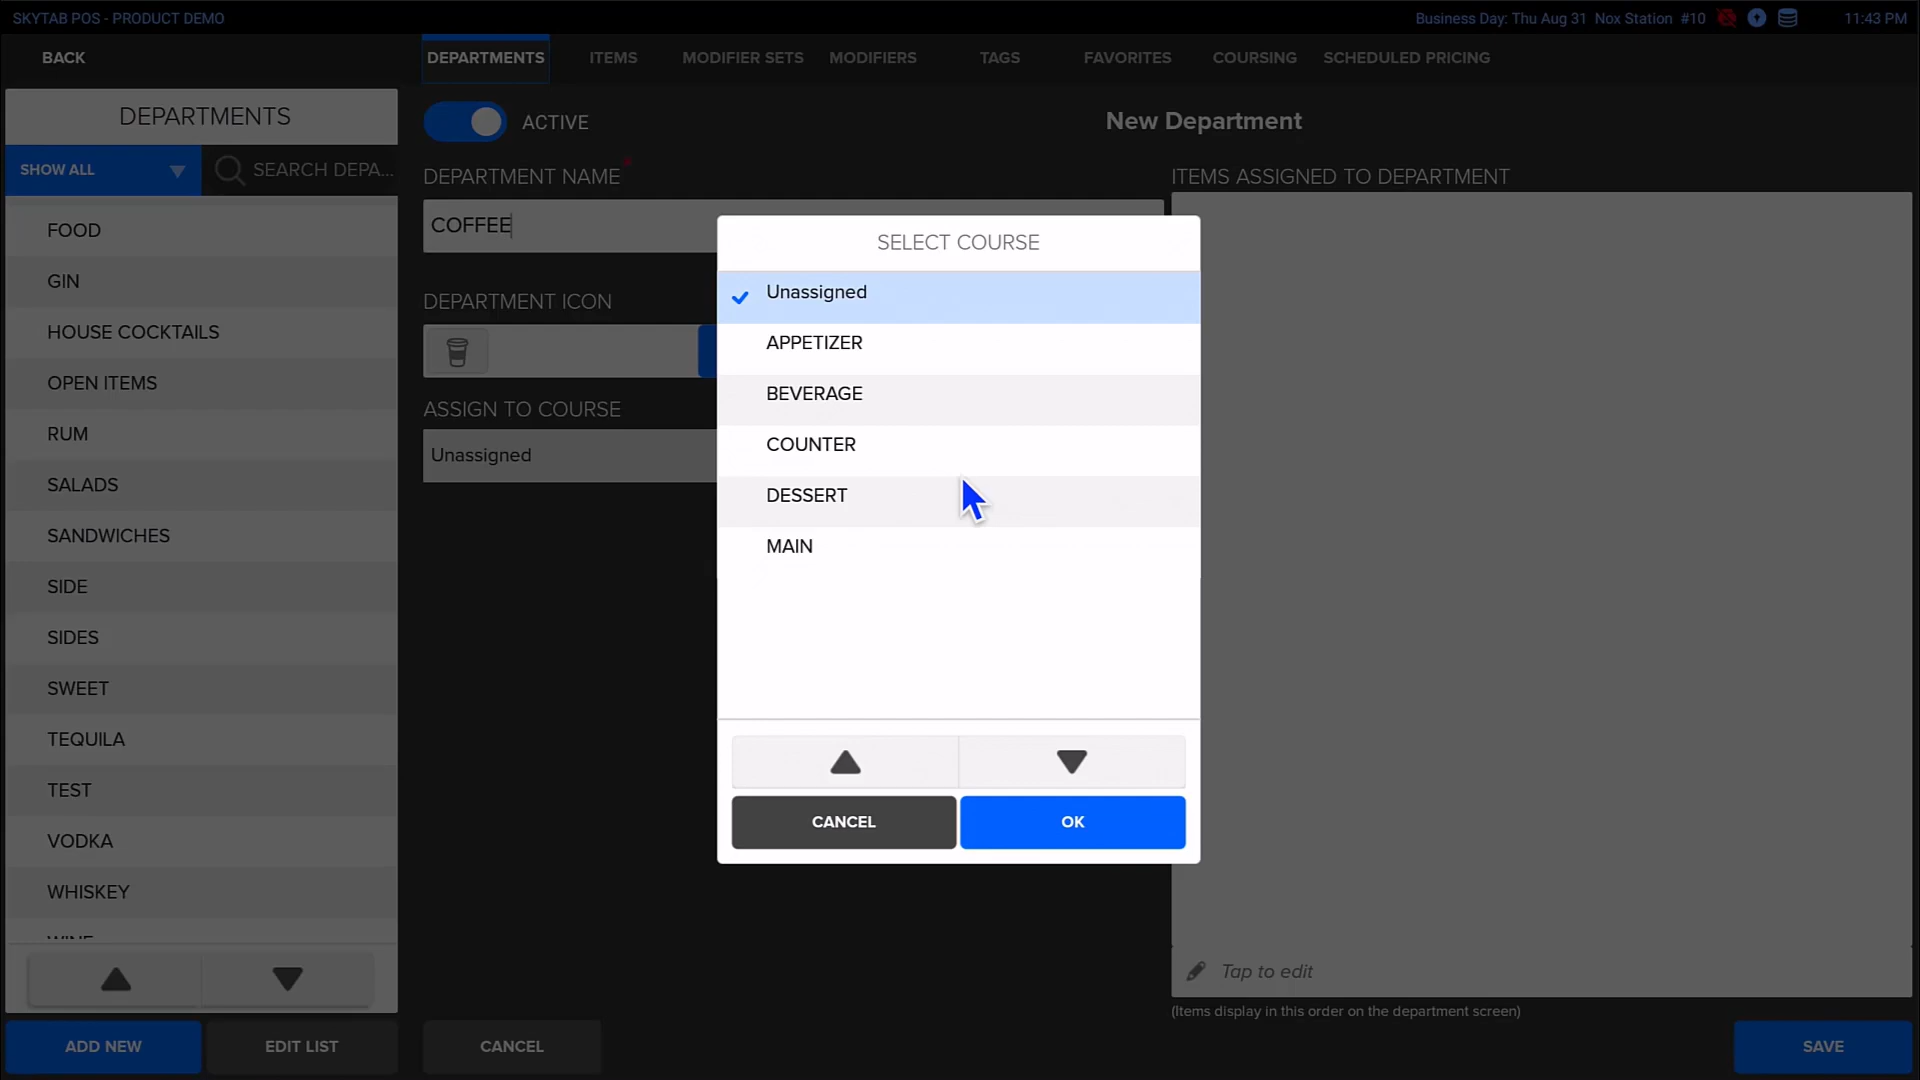 SKYTAB POS - PRODUCT DEMO
Business Day: Thu Aug 31 Nox Station #10
11:43 PM
BACK
DEPARTMENTS
ITEMS
MODIFIER SETS
MODIFIERS
TAGS
FAVORITES
COURSING
SCHEDULED PRICING
DEPARTMENTS
SHOW ALL
SEARCH DEPA...
FOOD
GIN
HOUSE COCKTAILS
OPEN ITEMS
RUM
SALADS
SANDWICHES
SIDE
SIDES
SWEET
TEQUILA
TEST
VODKA
WHISKEY
WINE
ADD NEW
EDIT LIST
ACTIVE
New Department
DEPARTMENT NAME *
COFFEE
DEPARTMENT ICON
ASSIGN TO COURSE
Unassigned
SELECT COURSE
Unassigned
APPETIZER
BEVERAGE
COUNTER
DESSERT
MAIN
CANCEL
OK
ITEMS ASSIGNED TO DEPARTMENT
Tap to edit
(Items display in this order on the department screen)
CANCEL
SAVE